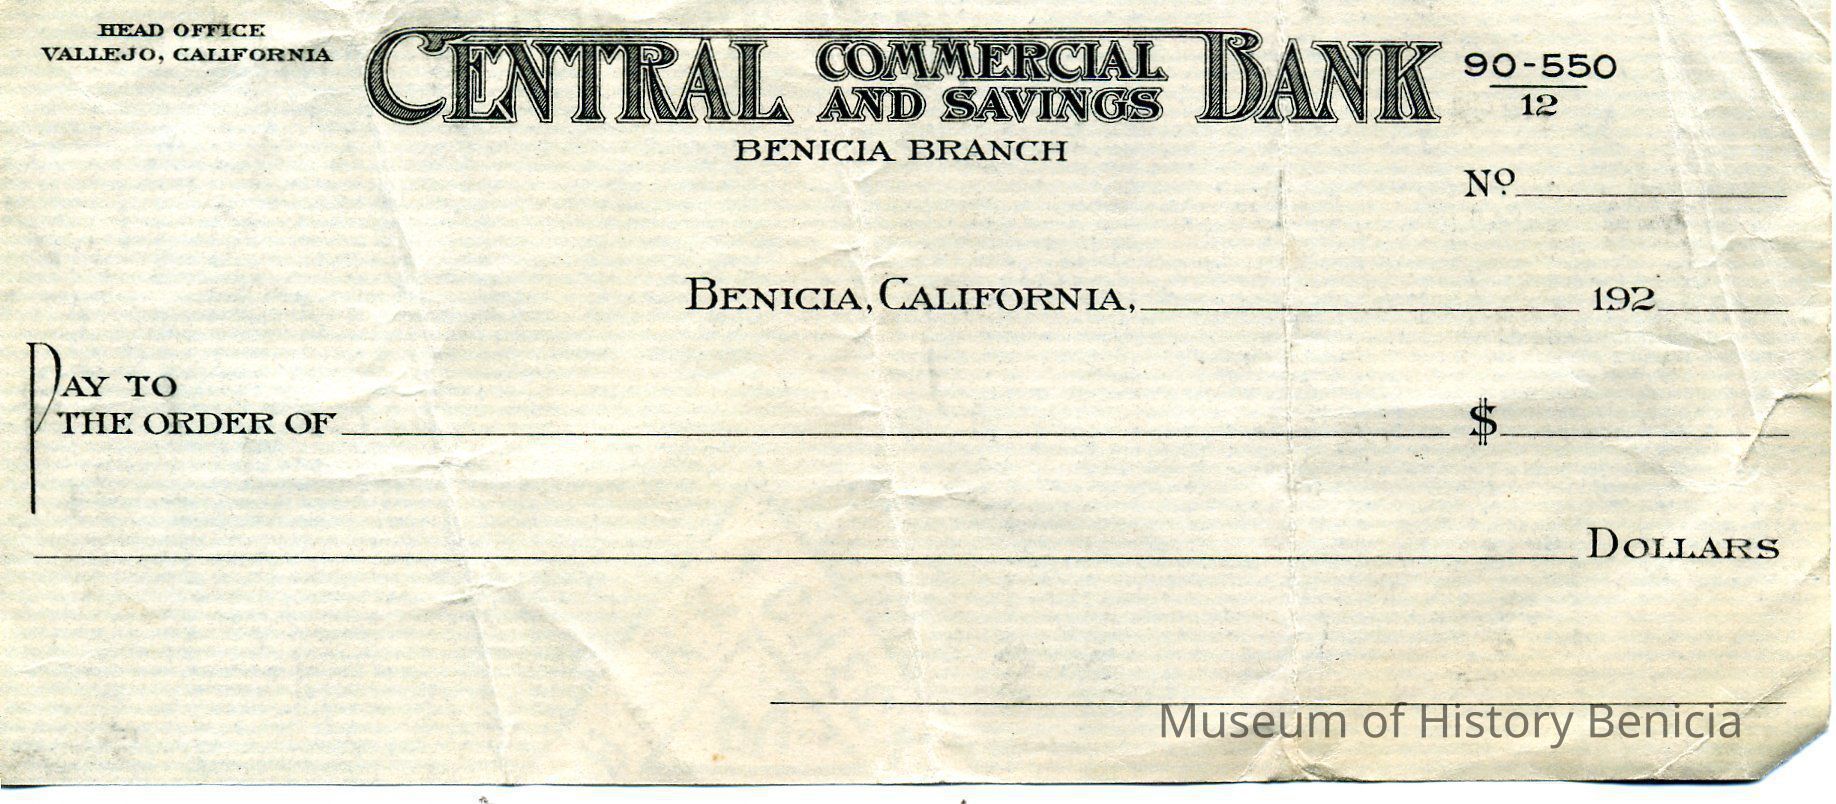 HEAD OFFICE
VALLEJO, CALIFORNIA
CENTRAL COMMERCIAL AND SAVINGS BANK
90-550
12
BENICIA BRANCH
No.
BENICIA, CALIFORNIA, 192
PAY TO
THE ORDER OF $
DOLLARS
Museum of History Benicia